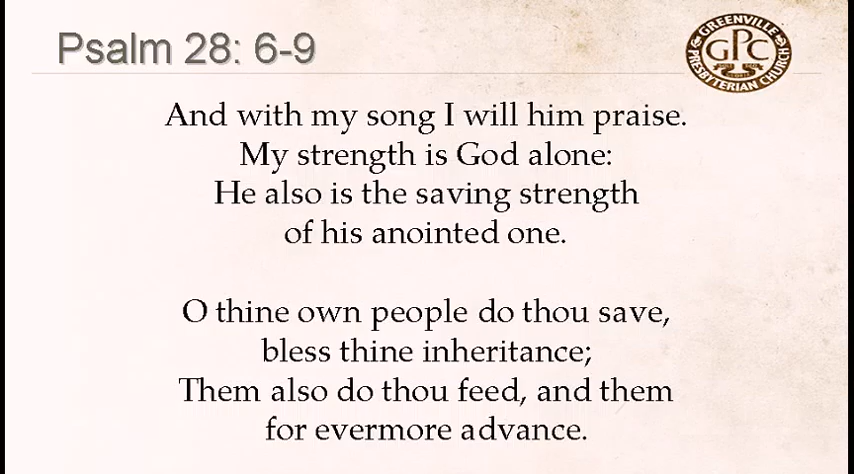 Psalm 28: 6-9
GREENVILLE
GPC
PRESBYTERIAN CHURCH
And with my song I will him praise.
My strength is God alone:
He also is the saving strength
of his anointed one.
O thine own people do thou save,
bless thine inheritance;
Them also do thou feed, and them
for evermore advance.